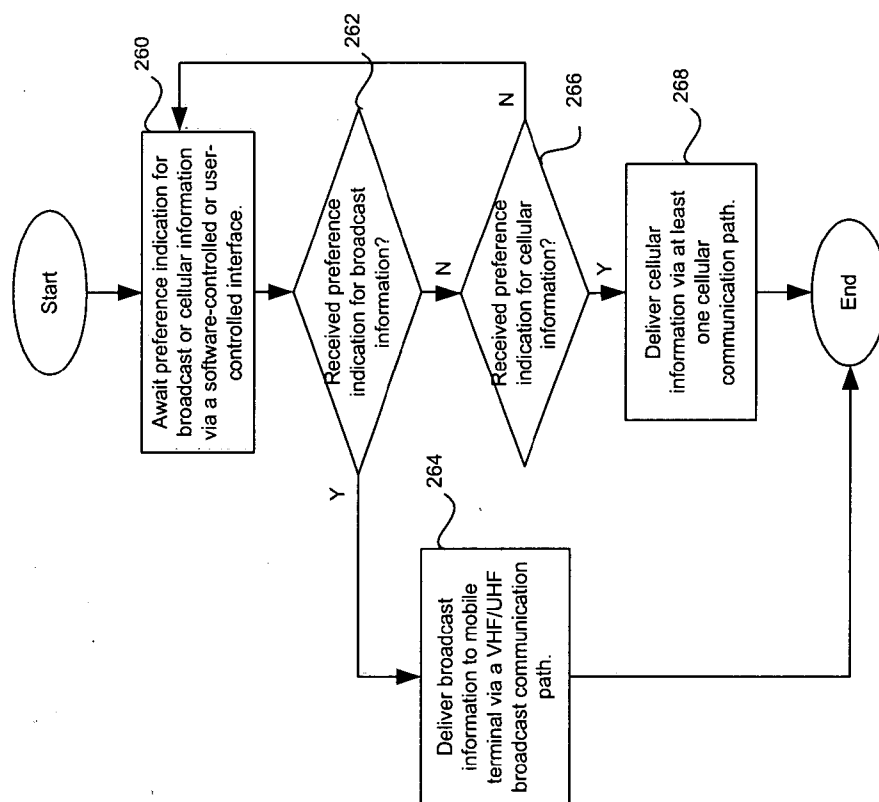 Start
260
Await preference indication for
broadcast or cellular information
via a software-controlled or user-
controlled interface.
262
Received preference
indication for broadcast
information?
Y
N
264
Deliver broadcast
information to mobile
terminal via a VHF/UHF
broadcast communication
path.
266
Received preference
indication for cellular
information?
N
Y
268
Deliver cellular
information via at least
one cellular
communication path.
End